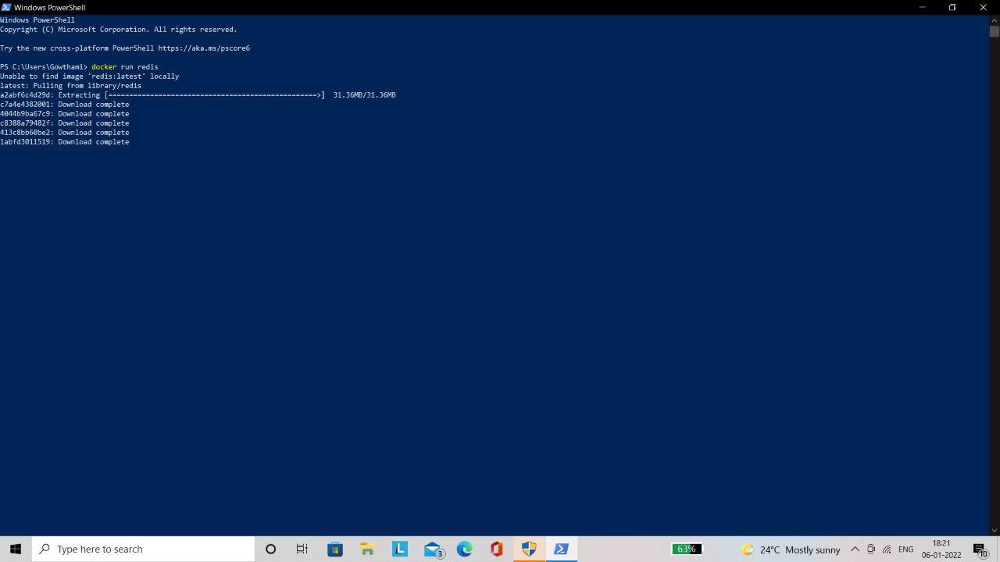 Windows PowerShell
Windows PowerShell
Copyright (C) Microsoft Corporation. All rights reserved.
Try the new cross-platform PowerShell https://aka.ms/pscore6
PS C:\Users\Gowthami> docker run redis
Unable to find image 'redis:latest' locally
latest: Pulling from library/redis
a2abf6c4d29d: Extracting [==================================================>]  31.36MB/31.36MB
c7a4e4382001: Download complete
4044b9ba67c9: Download complete
c8388a79482f: Download complete
413c8bb60be2: Download complete
1abfd3011519: Download complete
Type here to search
L
3
63%
24°C Mostly sunny
ENG
18:21
06-01-2022
10